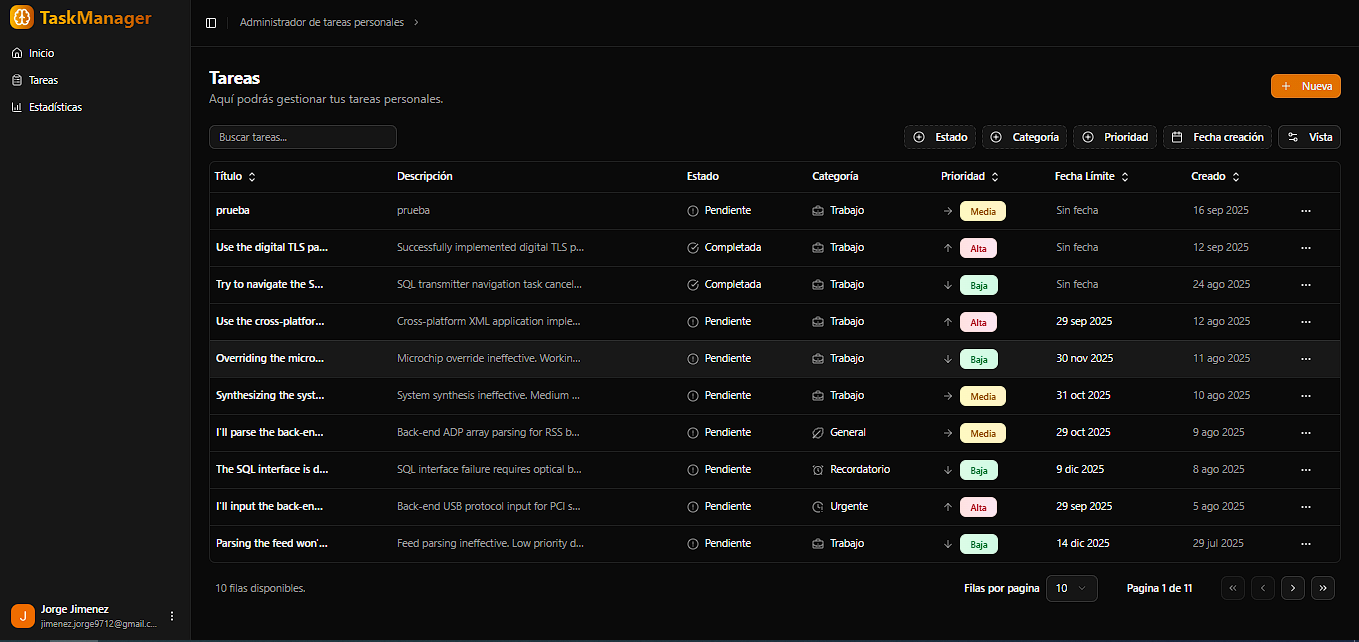 TaskManager
Inicio
Tareas
Estadísticas
Jorge Jimenez
jimenez.jorge9712@gmail.c...
Administrador de tareas personales
Tareas
Aquí podrás gestionar tus tareas personales.
Nueva
Buscar tareas...
Estado Categoría Prioridad Fecha creación Vista
Título Descripción Estado Categoría Prioridad Fecha Límite Creado
prueba prueba Pendiente Trabajo Media Sin fecha 16 sep 2025 ...
Use the digital TLS pa... Successfully implemented digital TLS p... Completada Trabajo Alta Sin fecha 12 sep 2025 ...
Try to navigate the S... SQL transmitter navigation task cancel... Completada Trabajo Baja Sin fecha 24 ago 2025 ...
Use the cross-platfor... Cross-platform XML application imple... Pendiente Trabajo Alta 29 sep 2025 12 ago 2025 ...
Overriding the micro... Microchip override ineffective. Workin... Pendiente Trabajo Baja 30 nov 2025 11 ago 2025 ...
Synthesizing the syst... System synthesis ineffective. Medium ... Pendiente Trabajo Media 31 oct 2025 10 ago 2025 ...
I'll parse the back-en... Back-end ADP array parsing for RSS b... Pendiente General Media 29 oct 2025 9 ago 2025 ...
The SQL interface is d... SQL interface failure requires optical b... Pendiente Recordatorio Baja 9 dic 2025 8 ago 2025 ...
I'll input the back-en... Back-end USB protocol input for PCI s... Pendiente Urgente Alta 29 sep 2025 5 ago 2025 ...
Parsing the feed won'... Feed parsing ineffective. Low priority d... Pendiente Trabajo Baja 14 dic 2025 29 jul 2025 ...
10 filas disponibles. Filas por pagina 10 Pagina 1 de 11
J